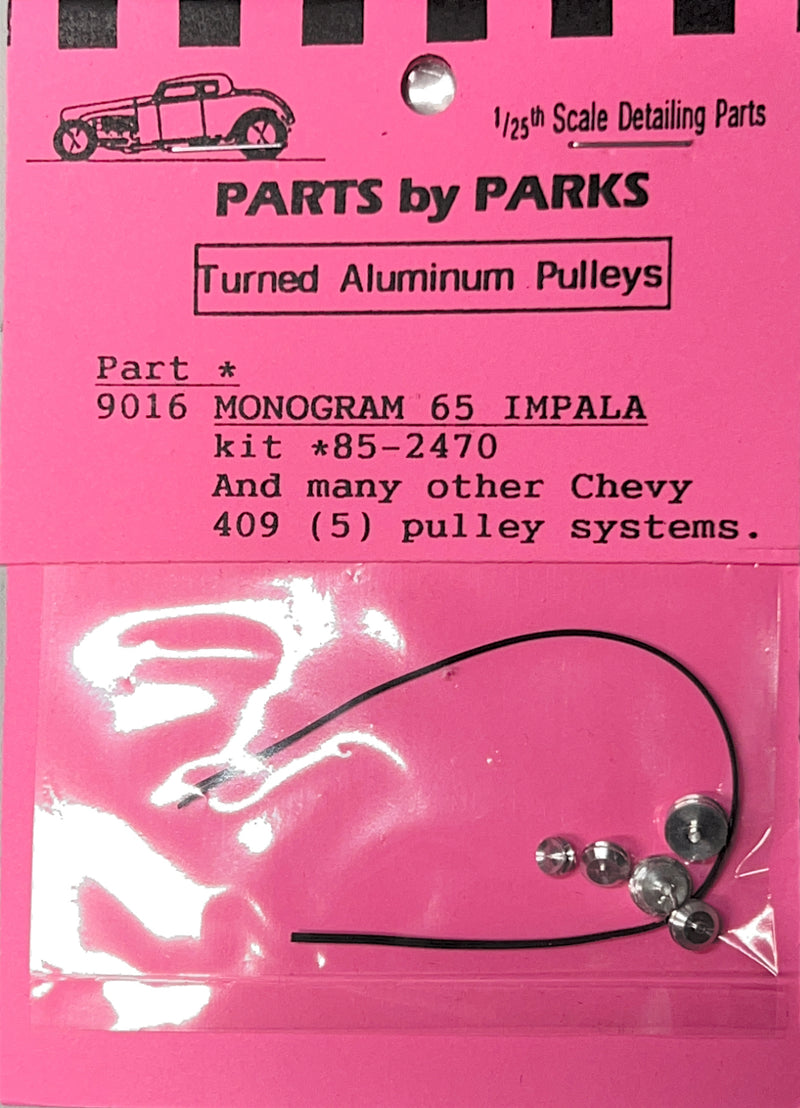 1/25th Scale Detailing Parts
PARTS by PARKS
Turned Aluminum Pulleys
Part *
9016 MONOGRAM 65 IMPALA
kit *85-2470
And many other Chevy
409 (5) pulley systems.